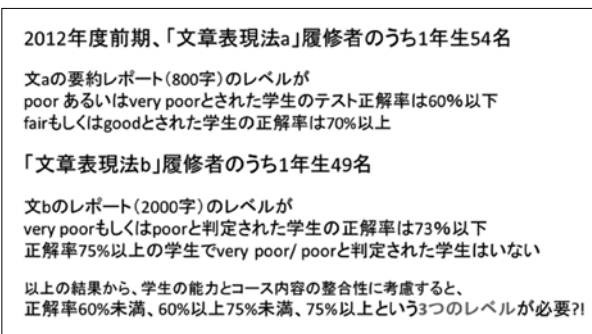 2012年度前期、「文章表現法a」履修者のうち1年生54名
文aの要約レポート(800字)のレベルが
poor あるいはvery poorとされた学生のテスト正解率は60%以下
fairもしくはgoodとされた学生の正解率は70%以上
「文章表現法b」履修者のうち1年生49名
文bのレポート(2000字)のレベルが
very poorもしくはpoorと判定された学生の正解率は73%以下
正解率75%以上の学生でvery poor/ poorと判定された学生はいない
以上の結果から、学生の能力とコース内容の整合性に考慮すると、
正解率60%未満、60%以上75%未満、75%以上という3つのレベルが必要?!